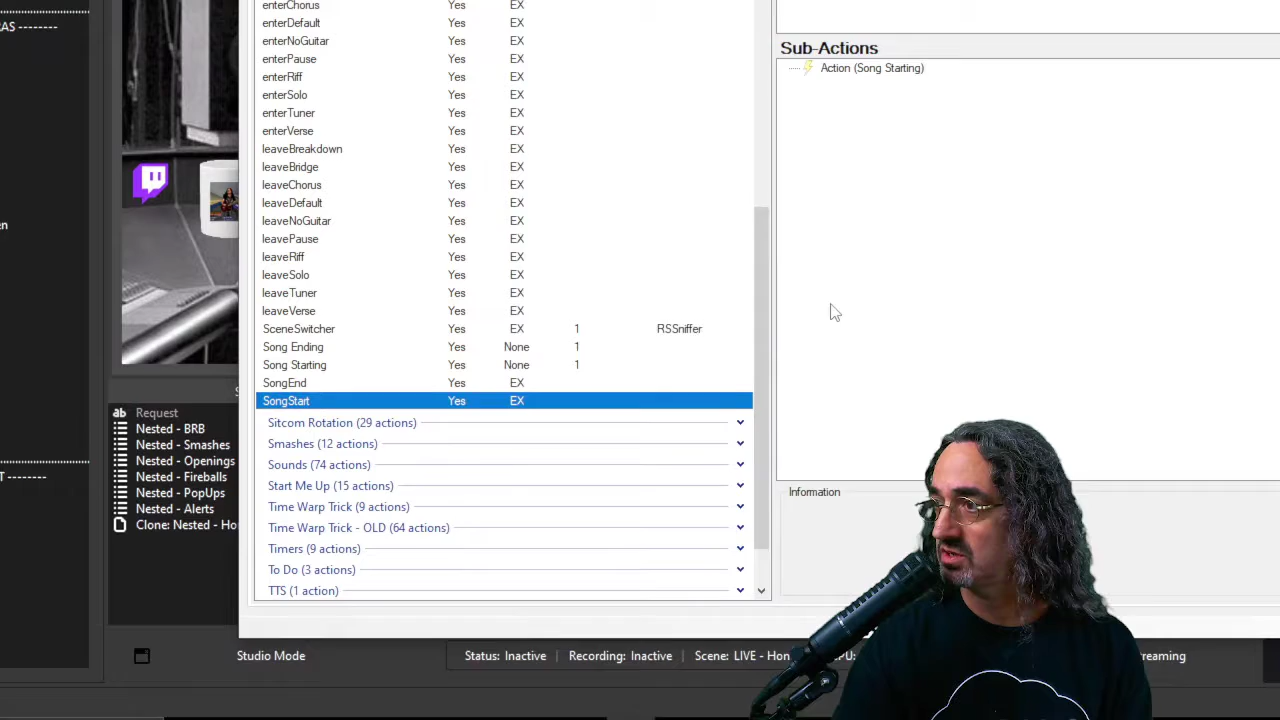 RAS --------
en
T -------
enterChorus Yes EX
enterDefault Yes EX
enterNoGuitar Yes EX
enterPause Yes EX
enterRiff Yes EX
enterSolo Yes EX
enterTuner Yes EX
enterVerse Yes EX
leaveBreakdown Yes EX
leaveBridge Yes EX
leaveChorus Yes EX
leaveDefault Yes EX
leaveNoGuitar Yes EX
leavePause Yes EX
leaveRiff Yes EX
leaveSolo Yes EX
leaveTuner Yes EX
leaveVerse Yes EX
SceneSwitcher Yes EX 1 RSSniffer
Song Ending Yes None 1
Song Starting Yes None 1
SongEnd Yes EX
SongStart Yes EX
Sitcom Rotation (29 actions)
Smashes (12 actions)
Sounds (74 actions)
Start Me Up (15 actions)
Time Warp Trick (9 actions)
Time Warp Trick - OLD (64 actions)
Timers (9 actions)
To Do (3 actions)
TTS (1 action)
Sub-Actions
Action (Song Starting)
Information
S
ab Request
Nested - BRB
Nested - Smashes
Nested - Openings
Nested - Fireballs
Nested - PopUps
Nested - Alerts
Clone: Nested - Ho
Studio Mode
Status: Inactive | Recording: Inactive | Scene: LIVE - Hon PU: reaming